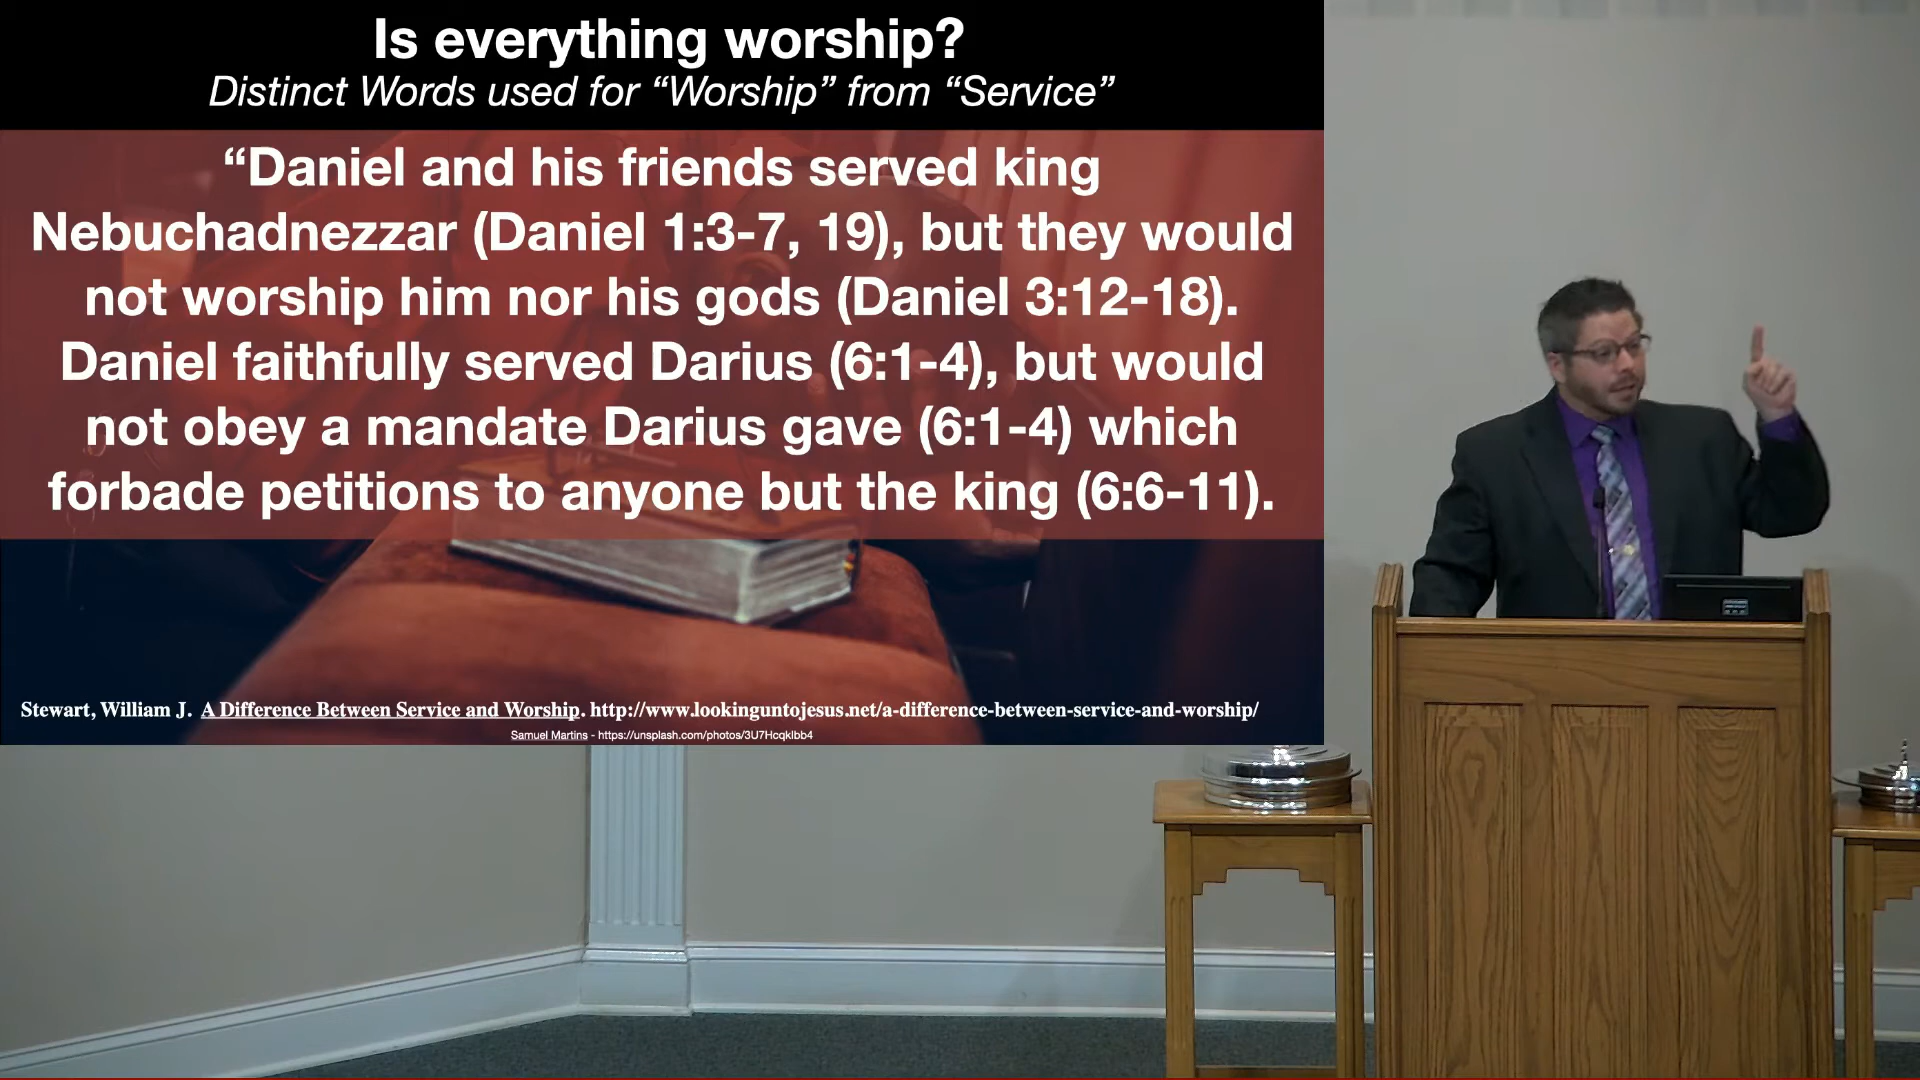 Is everything worship?
Distinct Words used for “Worship” from “Service”
“Daniel and his friends served king
Nebuchadnezzar (Daniel 1:3-7, 19), but they would
not worship him nor his gods (Daniel 3:12-18).
Daniel faithfully served Darius (6:1-4), but would
not obey a mandate Darius gave (6:1-4) which
forbade petitions to anyone but the king (6:6-11).
Stewart, William J. A Difference Between Service and Worship. http://www.lookinguntojesus.net/a-difference-between-service-and-worship/
Samuel Martins - https://unsplash.com/photos/3U7HcqkIbb4